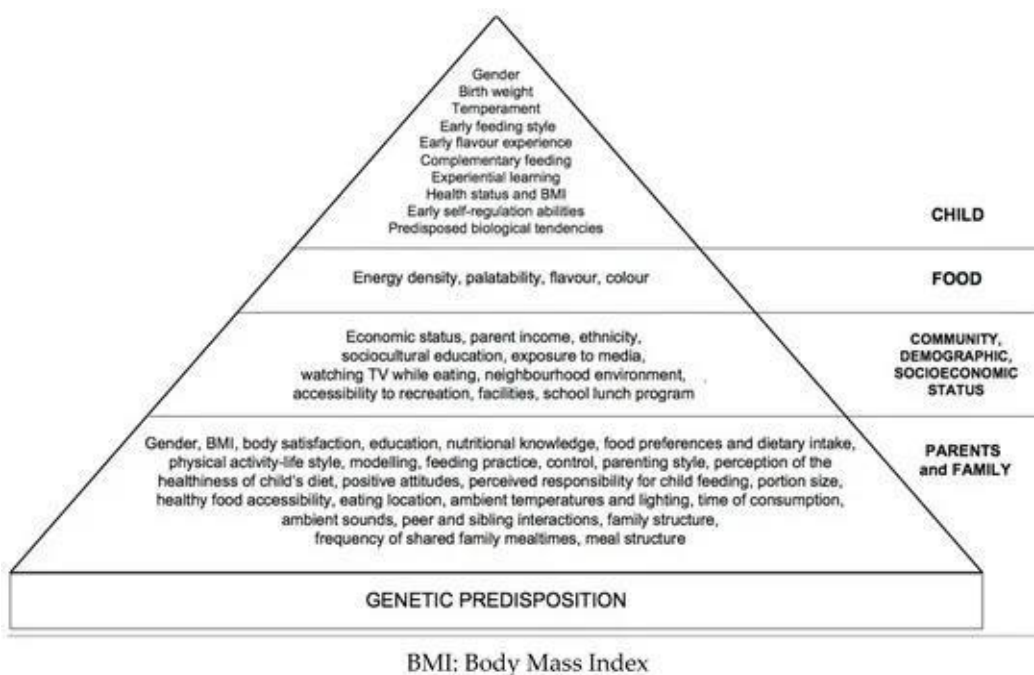 Gender
Birth weight
Temperament
Early feeding style
Early flavour experience
Complementary feeding
Experiential learning
Health status and BMI
Early self-regulation abilities
Predisposed biological tendencies
CHILD
Energy density, palatability, flavour, colour
FOOD
Economic status, parent income, ethnicity,
sociocultural education, exposure to media,
watching TV while eating, neighbourhood environment,
accessibility to recreation, facilities, school lunch program
COMMUNITY,
DEMOGRAPHIC,
SOCIOECONOMIC
STATUS
Gender, BMI, body satisfaction, education, nutritional knowledge, food preferences and dietary intake,
physical activity-life style, modelling, feeding practice, control, parenting style, perception of the
healthiness of child's diet, positive attitudes, perceived responsibility for child feeding, portion size,
healthy food accessibility, eating location, ambient temperatures and lighting, time of consumption,
ambient sounds, peer and sibling interactions, family structure,
frequency of shared family mealtimes, meal structure
PARENTS
and FAMILY
GENETIC PREDISPOSITION
BMI: Body Mass Index